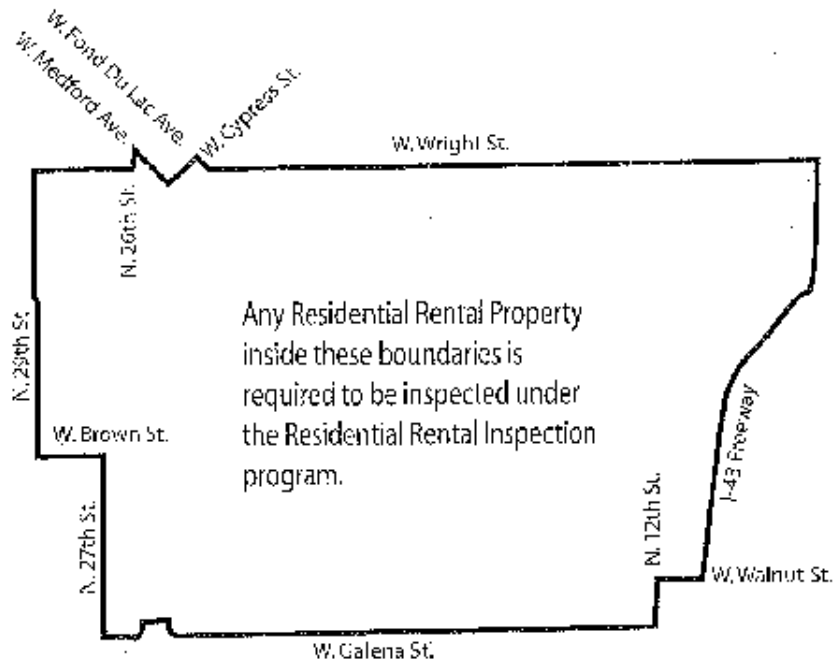 W. Fond Du Lac Ave.
W. Medford Ave.
W. Cypress St.
W. Wright St.
N. 26th St.
Any Residential Rental Property
inside these boundaries is
required to be inspected under
the Residential Rental Inspection
program.
N. 29th St.
W. Brown St.
N. 27th St.
N. 12th St.
I-43 Freeway
W. Walnut St.
W. Galena St.